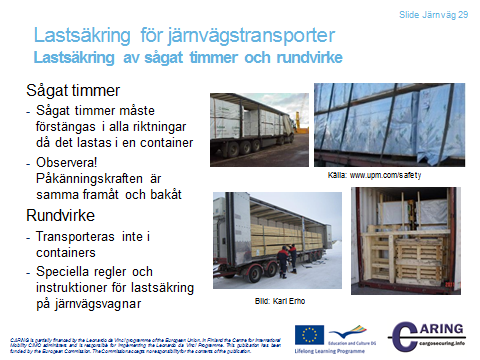 Slide Järnväg 29
Lastsäkring för järnvägstransporter
Lastsäkring av sågat timmer och rundvirke
Sågat timmer
- Sågat timmer måste
förstängas i alla riktningar
då det lastas i en container
- Observera!
Påkänningskraften är
samma framåt och bakåt
Rundvirke
- Transporteras inte i
containers
- Speciella regler och
instruktioner för lastsäkring
på järnvägsvagnar
Källa: www.upm.com/safety
Bild: Kari Erho
CARING is partially financed by the Leonardo da Vinci programme of the European Union. In Finland the Centre for International
Mobility CIMO administers and is responsible for implementing the Leonardo da Vinci Programme. This publication has been
funded by the European Commission. The Commission accepts no responsibility for the contents of the publication.
Education and Culture DG
Lifelong Learning Programme
CARING
cargosecuring.info